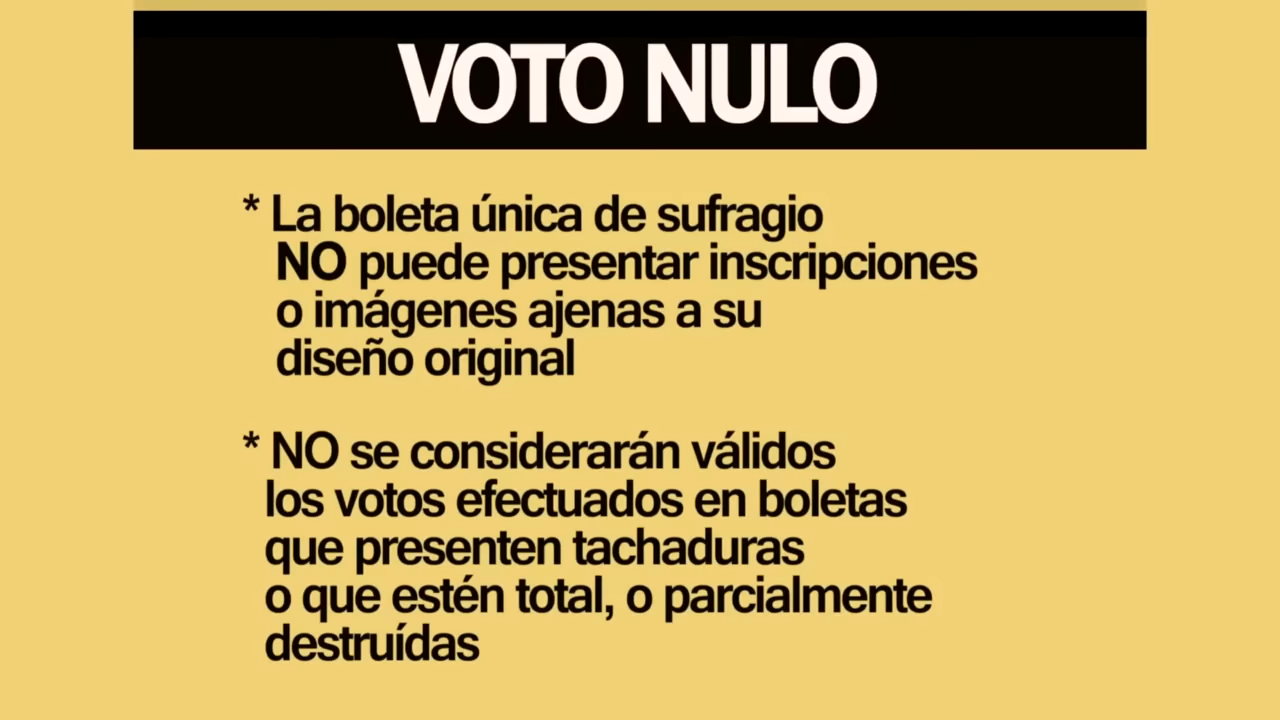 VOTO NULO
* La boleta única de sufragio
NO puede presentar inscripciones
o imágenes ajenas a su
diseño original
* NO se considerarán válidos
los votos efectuados en boletas
que presenten tachaduras
o que estén total, o parcialmente
destruídas